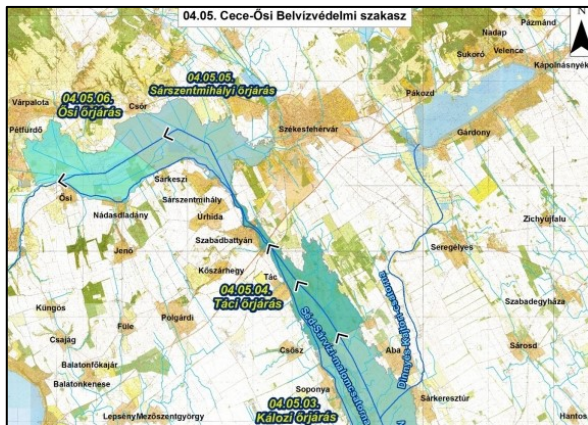 04.05. Cece-Ősi Belvízvédelmi szakasz
N
Pázmánd
Nadap
Velence
Sukoró
Kápolnásnyék
04.05.05.
Sárszentmihályi őrjárás
04.05.06.
Ősi őrjárás
Várpalota
Csór
Pétfürdő
Székesfehérvár
Pákozd
Gárdony
Sárkeszi
Ősi
Sárszentmihály
Nádasdladány
Úrhida
Zichyújfalu
Szabadbattyán
Jenő
Seregélyes
Kőszárhegy
Tác
04.05.04.
Táci őrjárás
Szabadegyháza
Küngös
Polgárdi
Füle
Csajág
Csősz
Aba
Sárosd
Balatonfőkajár
Balatonkenese
Soponya
Sárkeresztúr
Lepsény
Mezőszentgyörgy
04.05.03.
Kálozi őrjárás
Hantos